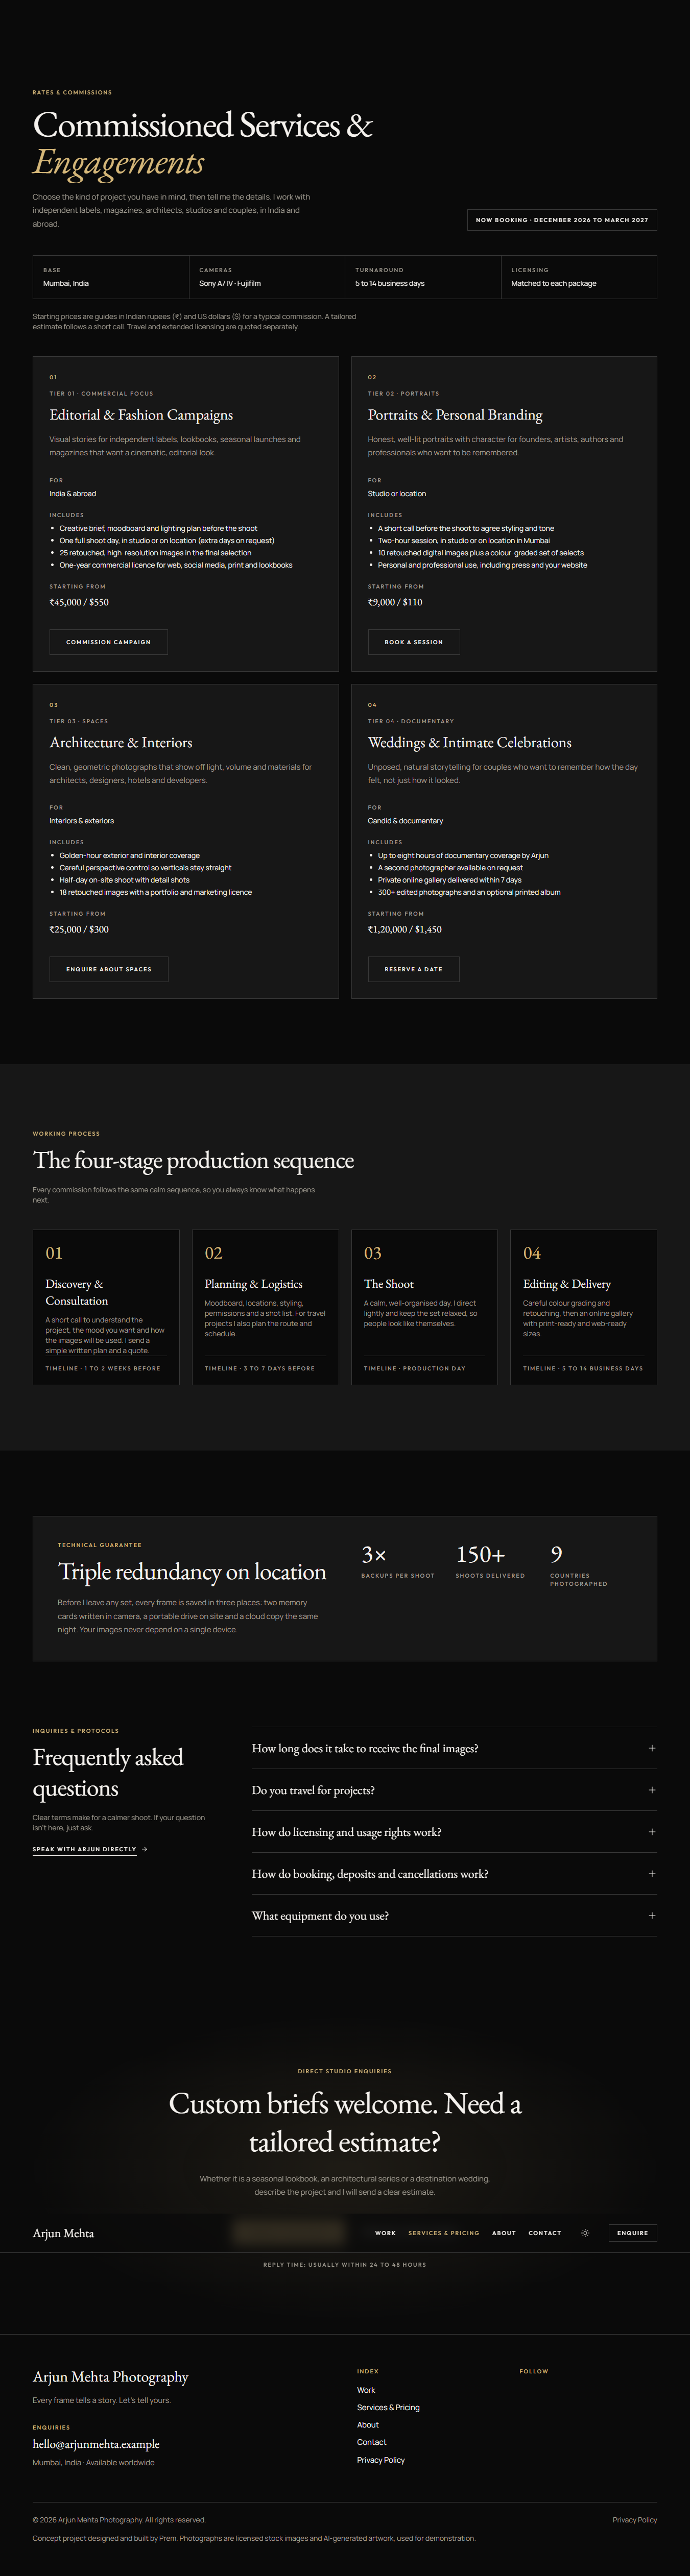 RATES & COMMISSIONS
Commissioned Services &
Engagements
Choose the kind of project you have in mind, then tell me the details. I work with
independent labels, magazines, architects, studios and couples, in India and
abroad.
NOW BOOKING · DECEMBER 2026 TO MARCH 2027
BASE
Mumbai, India
CAMERAS
Sony A7 IV · Fujifilm
TURNAROUND
5 to 14 business days
LICENSING
Matched to each package
Starting prices are guides in Indian rupees (₹) and US dollars ($) for a typical commission. A tailored
estimate follows a short call. Travel and extended licensing are quoted separately.
01
TIER 01 · COMMERCIAL FOCUS
Editorial & Fashion Campaigns
Visual stories for independent labels, lookbooks, seasonal launches and
magazines that want a cinematic, editorial look.
FOR
India & abroad
INCLUDES
• Creative brief, moodboard and lighting plan before the shoot
• One full shoot day, in studio or on location (extra days on request)
• 25 retouched, high-resolution images in the final selection
• One-year commercial licence for web, social media, print and lookbooks
STARTING FROM
₹45,000 / $550
COMMISSION CAMPAIGN
02
TIER 02 · PORTRAITS
Portraits & Personal Branding
Honest, well-lit portraits with character for founders, artists, authors and
professionals who want to be remembered.
FOR
Studio or location
INCLUDES
• A short call before the shoot to agree styling and tone
• Two-hour session, in studio or on location in Mumbai
• 10 retouched digital images plus a colour-graded set of selects
• Personal and professional use, including press and your website
STARTING FROM
₹9,000 / $110
BOOK A SESSION
03
TIER 03 · SPACES
Architecture & Interiors
Clean, geometric photographs that show off light, volume and materials for
architects, designers, hotels and developers.
FOR
Interiors & exteriors
INCLUDES
• Golden-hour exterior and interior coverage
• Careful perspective control so verticals stay straight
• Half-day on-site shoot with detail shots
• 18 retouched images with a portfolio and marketing licence
STARTING FROM
₹25,000 / $300
ENQUIRE ABOUT SPACES
04
TIER 04 · DOCUMENTARY
Weddings & Intimate Celebrations
Unposed, natural storytelling for couples who want to remember how the day
felt, not just how it looked.
FOR
Candid & documentary
INCLUDES
• Up to eight hours of documentary coverage by Arjun
• A second photographer available on request
• Private online gallery delivered within 7 days
• 300+ edited photographs and an optional printed album
STARTING FROM
₹1,20,000 / $1,450
RESERVE A DATE
WORKING PROCESS
The four-stage production sequence
Every commission follows the same calm sequence, so you always know what happens
next.
01
Discovery &
Consultation
A short call to understand the
project, the mood you want and how
the images will be used. I send a
simple written plan and a quote.
TIMELINE · 1 TO 2 WEEKS BEFORE
02
Planning & Logistics
Moodboard, locations, styling,
permissions and a shot list. For travel
projects I also plan the route and
schedule.
TIMELINE · 3 TO 7 DAYS BEFORE
03
The Shoot
A calm, well-organised day. I direct
lightly and keep the set relaxed, so
people look like themselves.
TIMELINE · PRODUCTION DAY
04
Editing & Delivery
Careful colour grading and
retouching, then an online gallery
with print-ready and web-ready
sizes.
TIMELINE · 5 TO 14 BUSINESS DAYS
TECHNICAL GUARANTEE
Triple redundancy on location
Before I leave any set, every frame is saved in three places: two memory
cards written in camera, a portable drive on site and a cloud copy the same
night. Your images never depend on a single device.
3×
BACKUPS PER SHOOT
150+
SHOOTS DELIVERED
9
COUNTRIES
PHOTOGRAPHED
INQUIRIES & PROTOCOLS
Frequently asked
questions
Clear terms make for a calmer shoot. If your question
isn't here, just ask.
SPEAK WITH ARJUN DIRECTLY →
How long does it take to receive the final images?
Do you travel for projects?
How do licensing and usage rights work?
How do booking, deposits and cancellations work?
What equipment do you use?
DIRECT STUDIO ENQUIRIES
Custom briefs welcome. Need a
tailored estimate?
Whether it is a seasonal lookbook, an architectural series or a destination wedding,
describe the project and I will send a clear estimate.
Arjun Mehta
WORK
SERVICES & PRICING
ABOUT
CONTACT
ENQUIRE
REPLY TIME: USUALLY WITHIN 24 TO 48 HOURS
Arjun Mehta Photography
Every frame tells a story. Let's tell yours.
ENQUIRIES
hello@arjunmehta.example
Mumbai, India · Available worldwide
INDEX
Work
Services & Pricing
About
Contact
Privacy Policy
FOLLOW
© 2026 Arjun Mehta Photography. All rights reserved.
Privacy Policy
Concept project designed and built by Prem. Photographs are licensed stock images and AI-generated artwork, used for demonstration.